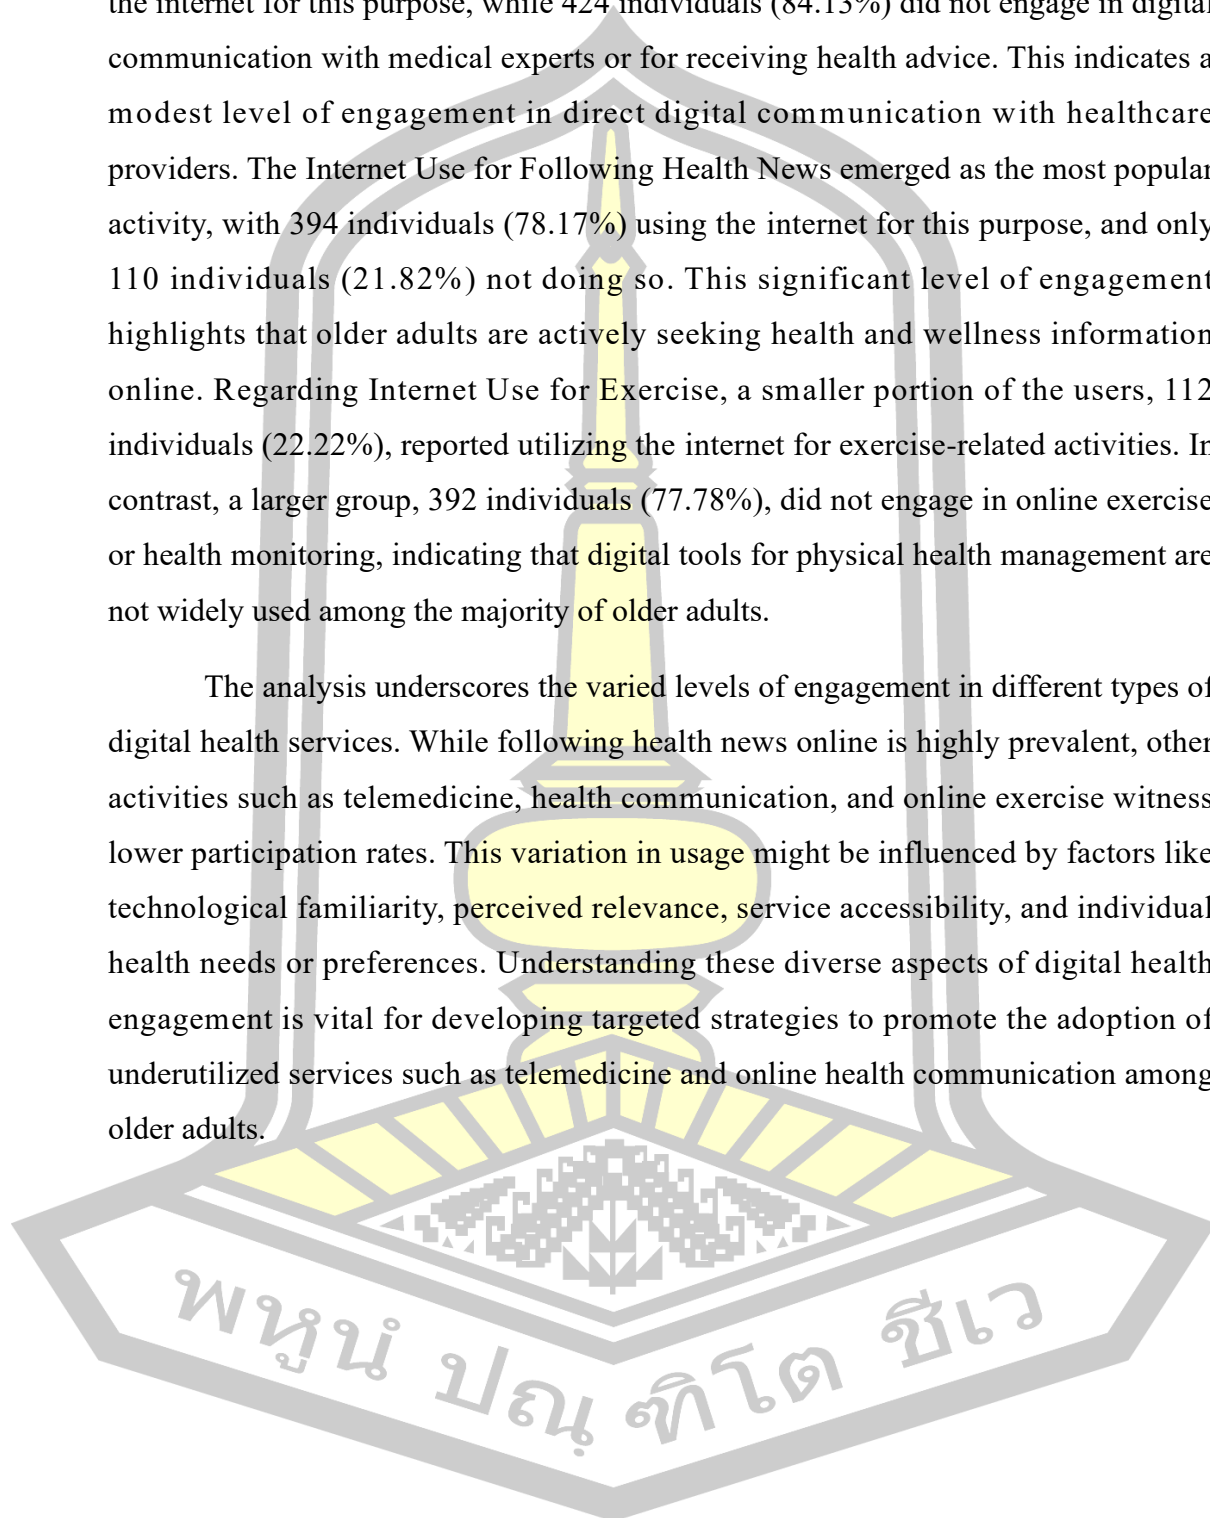 the internet for this purpose, while 424 individuals (84.13%) did not engage in digital
communication with medical experts or for receiving health advice. This indicates a
modest level of engagement in direct digital communication with healthcare
providers. The Internet Use for Following Health News emerged as the most popular
activity, with 394 individuals (78.17%) using the internet for this purpose, and only
110 individuals (21.82%) not doing so. This significant level of engagement
highlights that older adults are actively seeking health and wellness information
online. Regarding Internet Use for Exercise, a smaller portion of the users, 112
individuals (22.22%), reported utilizing the internet for exercise-related activities. In
contrast, a larger group, 392 individuals (77.78%), did not engage in online exercise
or health monitoring, indicating that digital tools for physical health management are
not widely used among the majority of older adults.
The analysis underscores the varied levels of engagement in different types of
digital health services. While following health news online is highly prevalent, other
activities such as telemedicine, health communication, and online exercise witness
lower participation rates. This variation in usage might be influenced by factors like
technological familiarity, perceived relevance, service accessibility, and individual
health needs or preferences. Understanding these diverse aspects of digital health
engagement is vital for developing targeted strategies to promote the adoption of
underutilized services such as telemedicine and online health communication among
older adults.
พหูนํ ปณฺฑิโต ชีเว